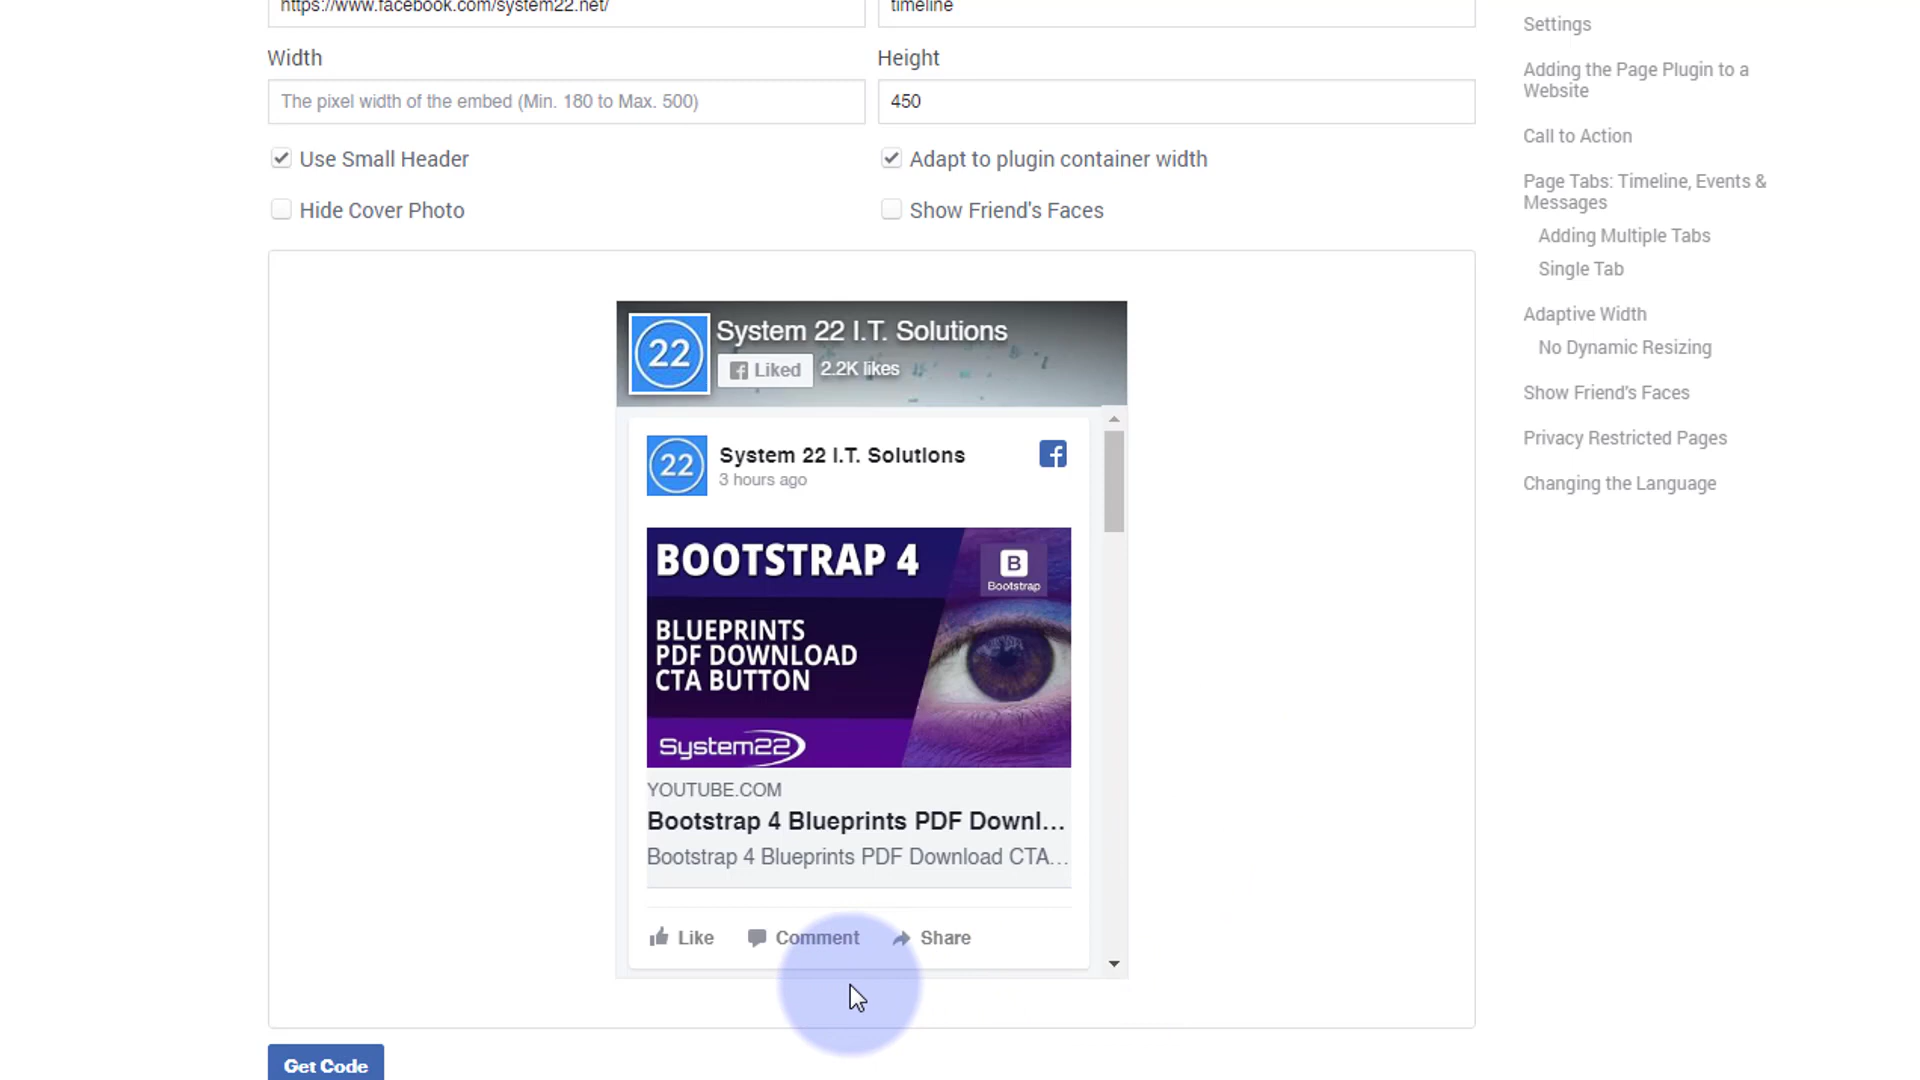 https://www.facebook.com/system22.net/
timeline
Width
Height
The pixel width of the embed (Min. 180 to Max. 500)
450
Use Small Header
Adapt to plugin container width
Hide Cover Photo
Show Friend's Faces
22
System 22 I.T. Solutions
Liked
2.2K likes
22
System 22 I.T. Solutions
3 hours ago
BOOTSTRAP 4
B
Bootstrap
BLUEPRINTS
PDF DOWNLOAD
CTA BUTTON
System22
YOUTUBE.COM
Bootstrap 4 Blueprints PDF Downl...
Bootstrap 4 Blueprints PDF Download CTA...
Like
Comment
Share
Get Code
Settings
Adding the Page Plugin to a
Website
Call to Action
Page Tabs: Timeline, Events &
Messages
Adding Multiple Tabs
Single Tab
Adaptive Width
No Dynamic Resizing
Show Friend's Faces
Privacy Restricted Pages
Changing the Language